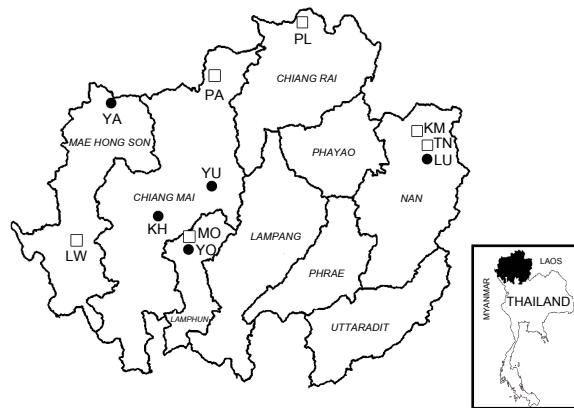 PL
CHIANG RAI
PA
YA
MAE HONG SON
KM
TN
LU
PHAYAO
YU
CHIANG MAI
NAN
KH
MO
YO
LAMPANG
LW
PHRAE
LAMPHUN
UTTARADIT
MYANMAR
LAOS
THAILAND